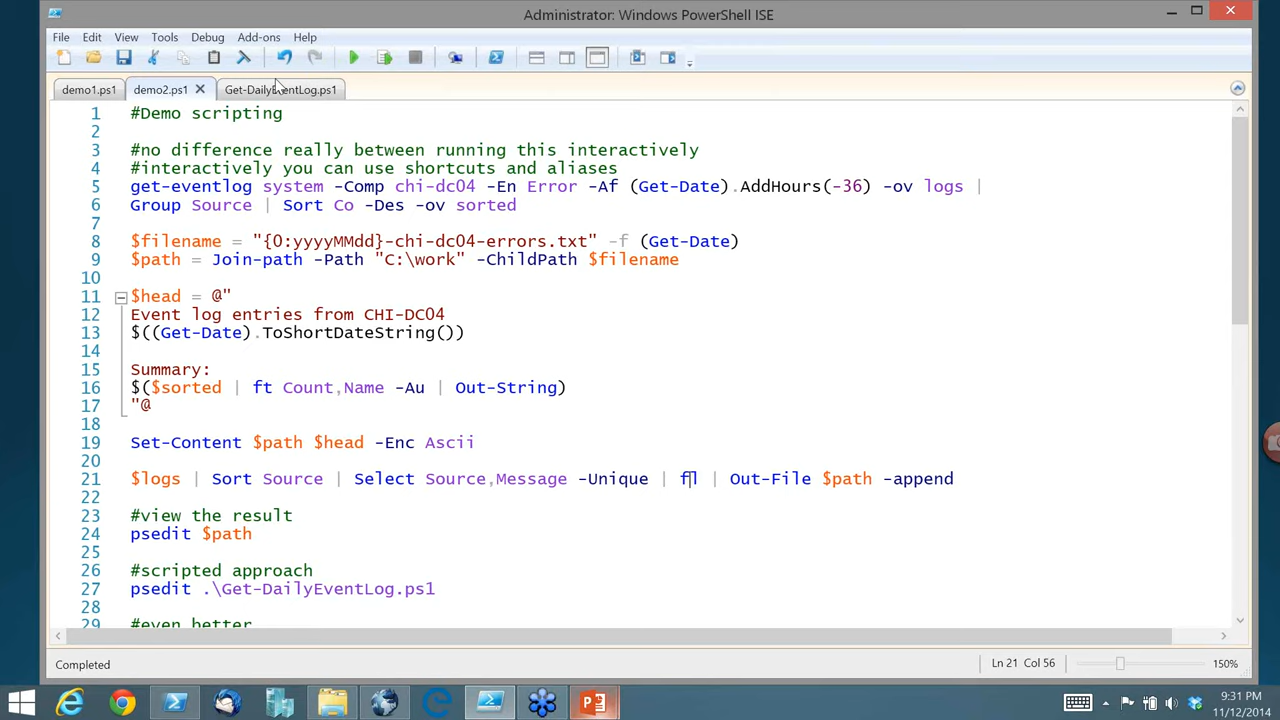 Administrator: Windows PowerShell ISE
File Edit View Tools Debug Add-ons Help
demo1.ps1 demo2.ps1 Get-DailyEventLog.ps1
1 #Demo scripting
2
3 #no difference really between running this interactively
4 #interactively you can use shortcuts and aliases
5 get-eventlog system -Comp chi-dc04 -En Error -Af (Get-Date).AddHours(-36) -ov logs |
6 Group Source | Sort Co -Des -ov sorted
7
8 $filename = "{0:yyyyMMdd}-chi-dc04-errors.txt" -f (Get-Date)
9 $path = Join-path -Path "C:\work" -ChildPath $filename
10
11 $head = @"
12 Event log entries from CHI-DC04
13 $((Get-Date).ToShortDateString())
14
15 Summary:
16 $($sorted | ft Count,Name -Au | Out-String)
17 "@
18
19 Set-Content $path $head -Enc Ascii
20
21 $logs | Sort Source | Select Source,Message -Unique | fl | Out-File $path -append
22
23 #view the result
24 psedit $path
25
26 #scripted approach
27 psedit .\Get-DailyEventLog.ps1
28
29 #even better
Completed Ln 21 Col 56 150%
9:31 PM
11/12/2014